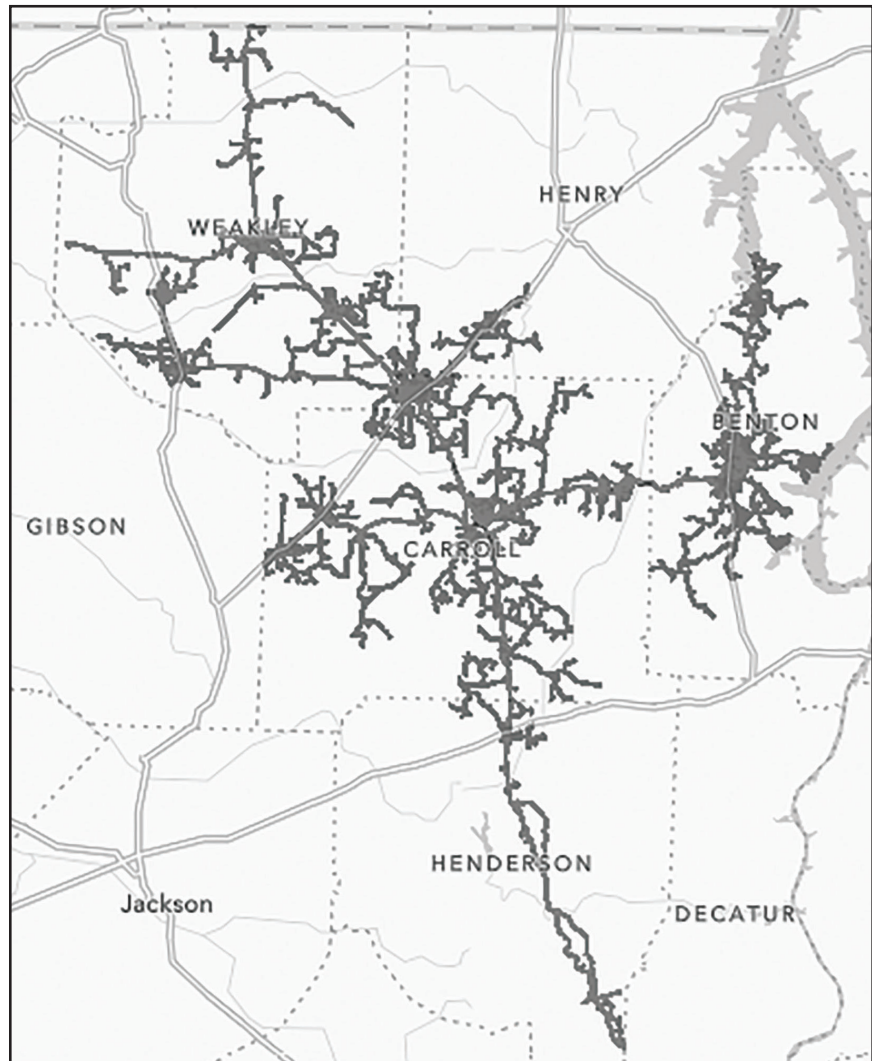 HENRY
WEAKLEY
BENTON
GIBSON
CARROLL
HENDERSON
Jackson
DECATUR